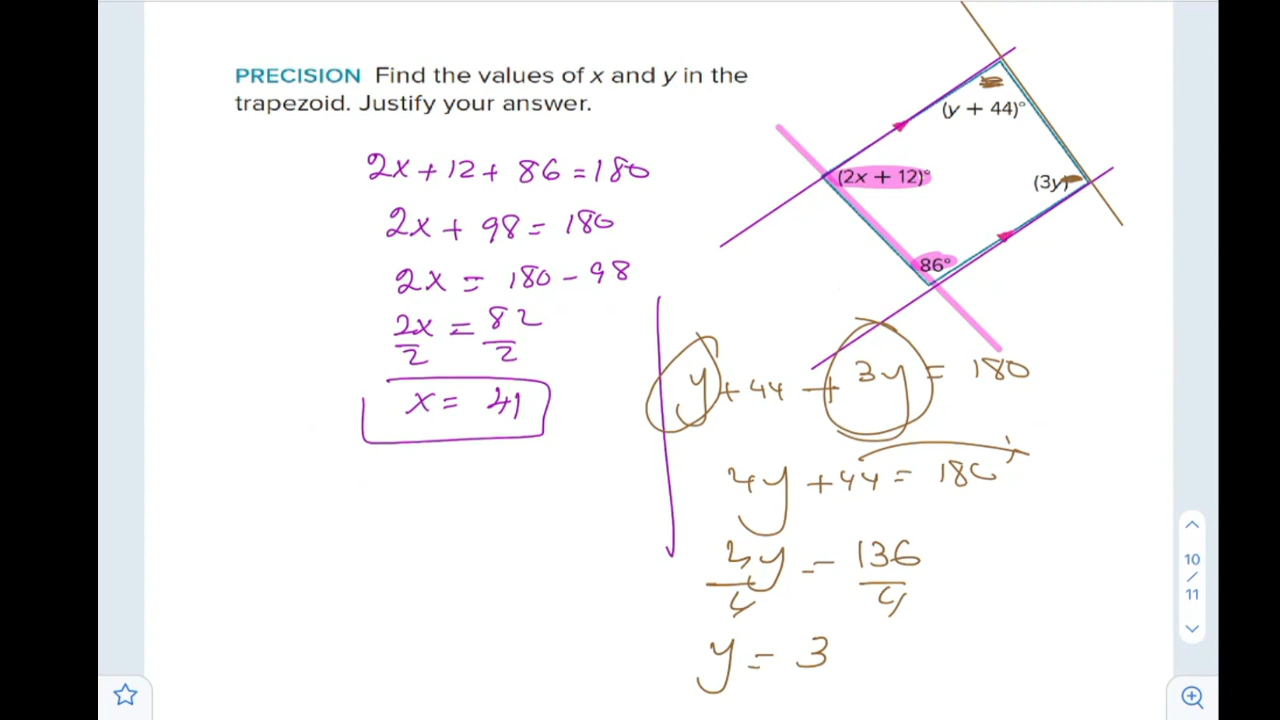 PRECISION Find the values of x and y in the
trapezoid. Justify your answer.
(y + 44)°
(2x + 12)°
(3y)
86°
2x + 12 + 86 = 180
2x + 98 = 180
2x = 180 - 98
2x/2 = 82/2
x = 41
y + 44 + 3y = 180
4y + 44 = 180
4y/4 = 136/4
y = 3
10
/
11